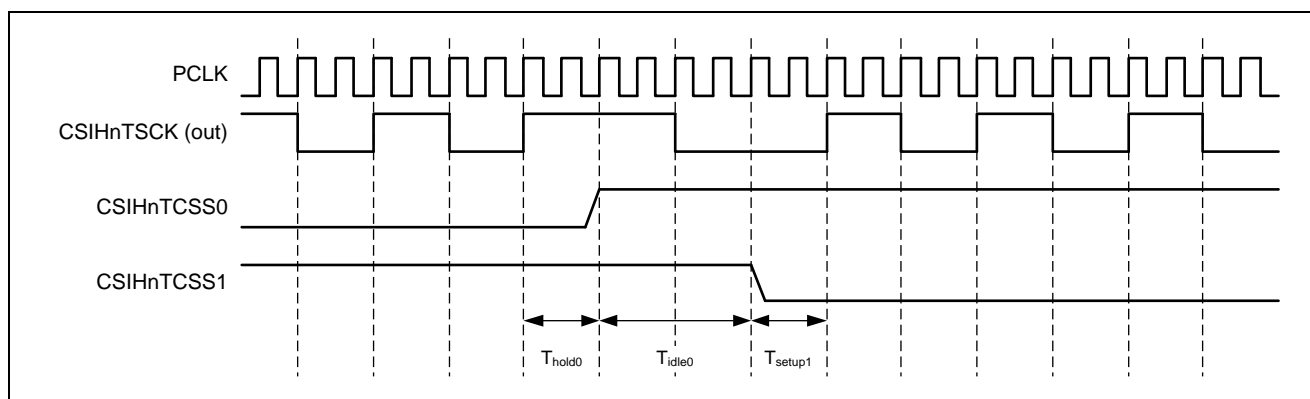 PCLK
CSIHnTSCK (out)
CSIHnTCSS0
CSIHnTCSS1
Thold0 Tidle0 Tsetup1